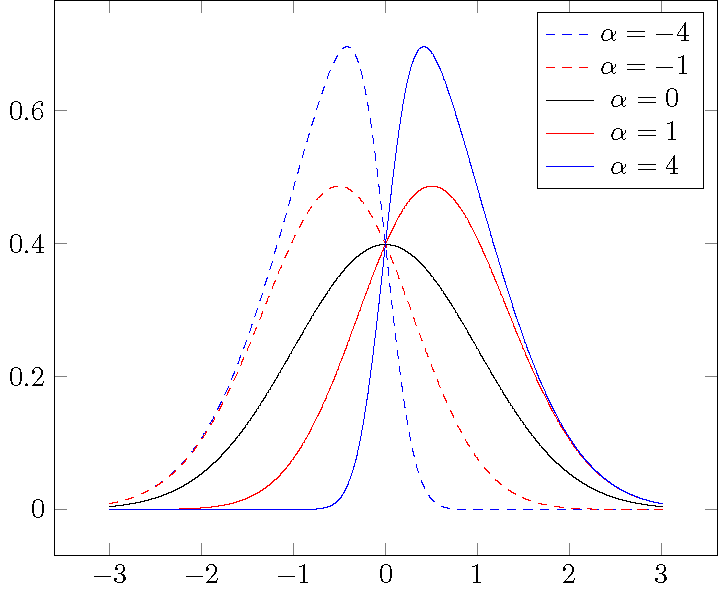 α = −4
α = −1
α = 0
α = 1
α = 4
0.6
0.4
0.2
0
−3 −2 −1 0 1 2 3